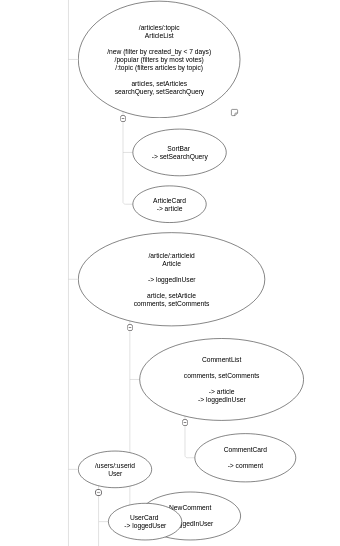 /articles/:topic
ArticleList
/new (filter by created_by < 7 days)
/popular (filters by most votes)
/:topic (filters articles by topic)
articles, setArticles
searchQuery, setSearchQuery
SortBar
-> setSearchQuery
ArticleCard
-> article
/article/:articleid
Article
-> loggedInUser
article, setArticle
comments, setComments
CommentList
comments, setComments
-> article
-> loggedInUser
CommentCard
-> comment
/users/:userid
User
NewComment
UserCard
-> loggedUser